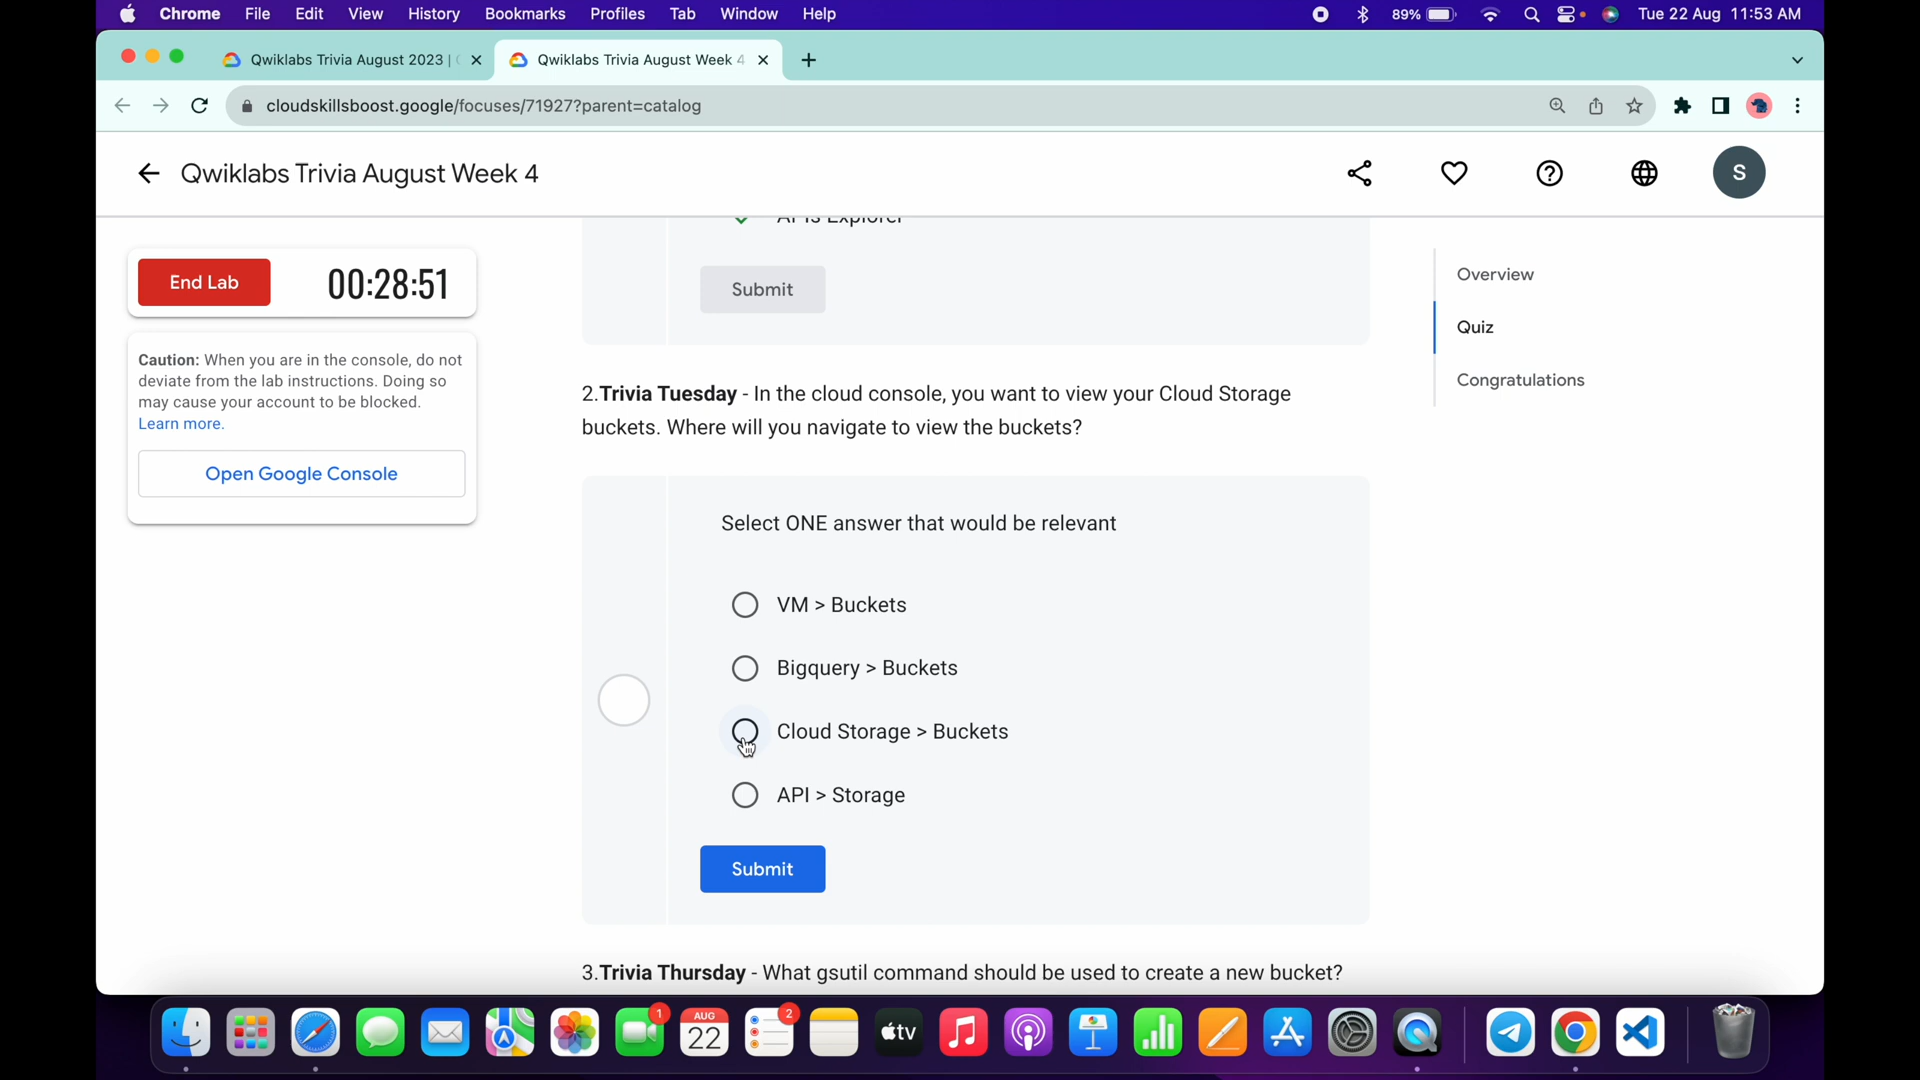 Chrome File Edit View History Bookmarks Profiles Tab Window Help 89% Tue 22 Aug 11:53 AM
Qwiklabs Trivia August 2023 | Qwiklabs Trivia August Week 4
cloudskillsboost.google/focuses/71927?parent=catalog
Qwiklabs Trivia August Week 4
S
APIs Explorer
End Lab 00:28:51
Submit
Overview
Quiz
Congratulations
Caution: When you are in the console, do not
deviate from the lab instructions. Doing so
may cause your account to be blocked.
Learn more.
Open Google Console
2.Trivia Tuesday - In the cloud console, you want to view your Cloud Storage
buckets. Where will you navigate to view the buckets?
Select ONE answer that would be relevant
VM > Buckets
Bigquery > Buckets
Cloud Storage > Buckets
API > Storage
Submit
3.Trivia Thursday - What gsutil command should be used to create a new bucket?
1
AUG
22
2
tv